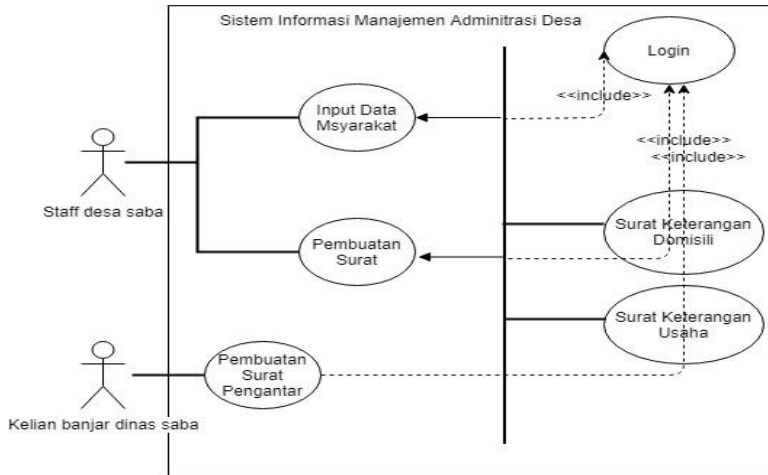 Sistem Informasi Manajemen Adminitrasi Desa
Login
<<include>>
Input Data
Msyarakat
<<include>>
<<include>>
Staff desa saba
Pembuatan
Surat
Surat Keterangan
Domisili
Surat Keterangan
Usaha
Pembuatan
Surat
Pengantar
Kelian banjar dinas saba